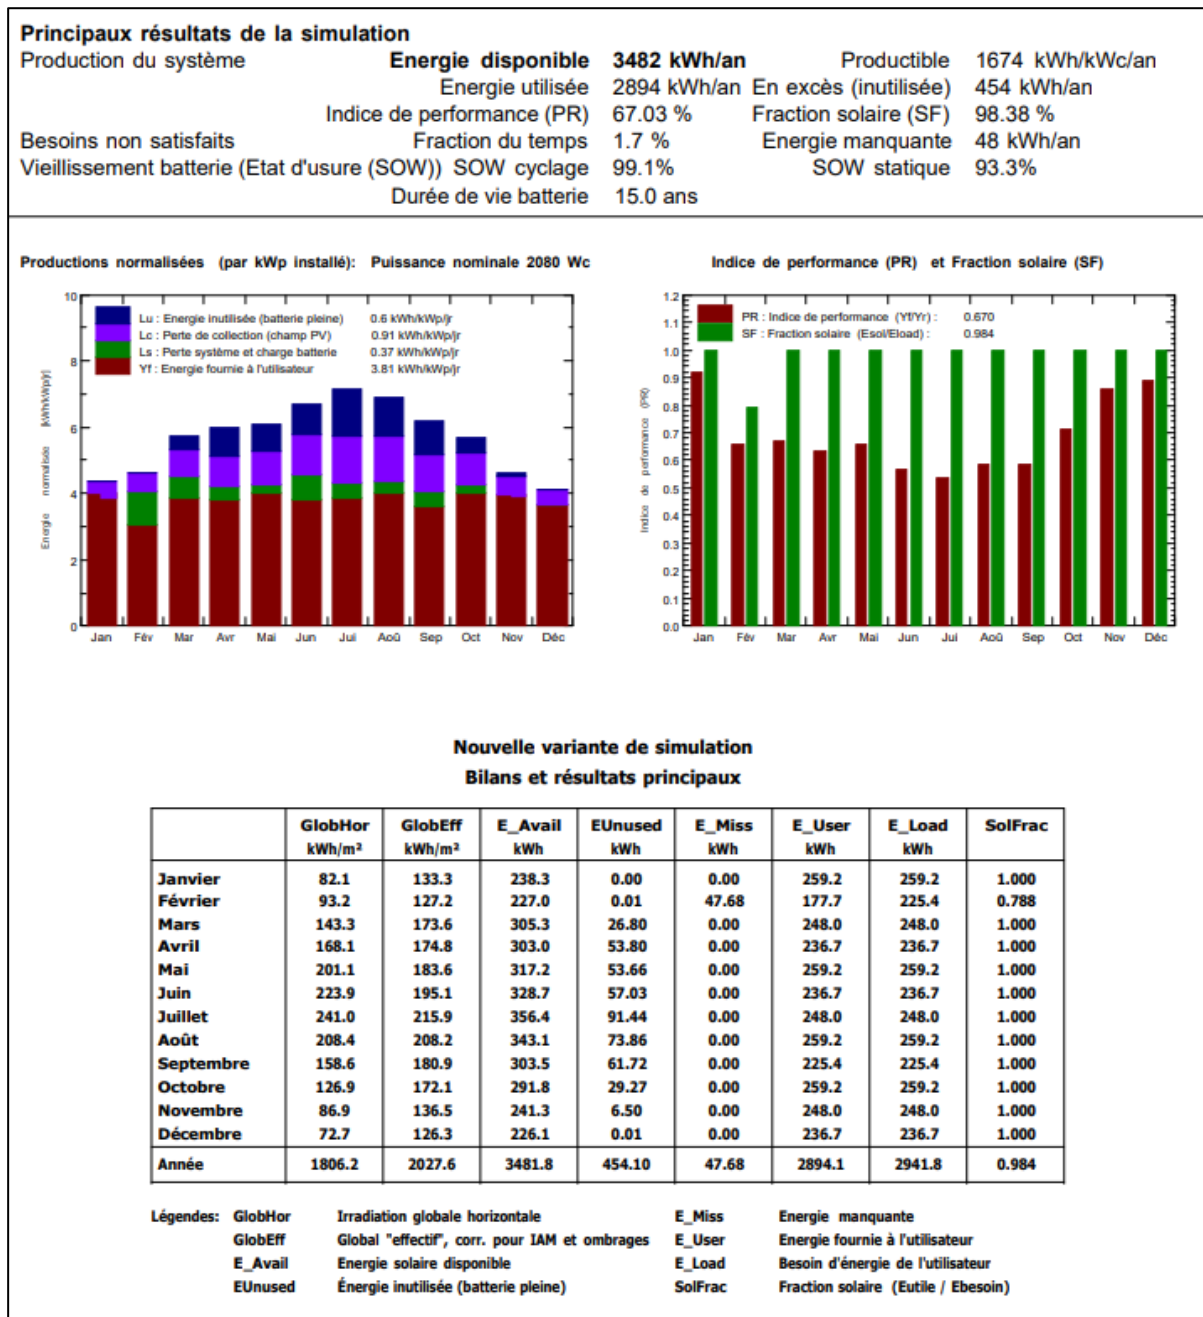 Principaux résultats de la simulation
Production du système Energie disponible 3482 kWh/an Productible 1674 kWh/kWc/an
Energie utilisée 2894 kWh/an En excès (inutilisée) 454 kWh/an
Indice de performance (PR) 67.03 % Fraction solaire (SF) 98.38 %
Besoins non satisfaits Fraction du temps 1.7 % Energie manquante 48 kWh/an
Vieillissement batterie (Etat d'usure (SOW)) SOW cyclage 99.1% SOW statique 93.3%
Durée de vie batterie 15.0 ans
Productions normalisées (par kWp installé): Puissance nominale 2080 Wc
10
8
6
4
2
0
Energie normalisée [kWh/kWp/jr]
Lu : Energie inutilisée (batterie pleine) 0.6 kWh/kWp/jr
Lc : Perte de collection (champ PV) 0.91 kWh/kWp/jr
Ls : Perte système et charge batterie 0.37 kWh/kWp/jr
Yf : Energie fournie à l'utilisateur 3.81 kWh/kWp/jr
Jan Fév Mar Avr Mai Jun Jui Aoû Sep Oct Nov Déc
Indice de performance (PR) et Fraction solaire (SF)
1.2
1.1
1.0
0.9
0.8
0.7
0.6
0.5
0.4
0.3
0.2
0.1
0.0
Indice de performance (PR)
PR : Indice de performance (Yf/Yr) : 0.670
SF : Fraction solaire (Esol/Eload) : 0.984
Jan Fév Mar Avr Mai Jun Jui Aoû Sep Oct Nov Déc
Nouvelle variante de simulation
Bilans et résultats principaux
GlobHor GlobEff E_Avail EUnused E_Miss E_User E_Load SolFrac
kWh/m² kWh/m² kWh kWh kWh kWh kWh
Janvier 82.1 133.3 238.3 0.00 0.00 259.2 259.2 1.000
Février 93.2 127.2 227.0 0.01 47.68 177.7 225.4 0.788
Mars 143.3 173.6 305.3 26.80 0.00 248.0 248.0 1.000
Avril 168.1 174.8 303.0 53.80 0.00 236.7 236.7 1.000
Mai 201.1 183.6 317.2 53.66 0.00 259.2 259.2 1.000
Juin 223.9 195.1 328.7 57.03 0.00 236.7 236.7 1.000
Juillet 241.0 215.9 356.4 91.44 0.00 248.0 248.0 1.000
Août 208.4 208.2 343.1 73.86 0.00 259.2 259.2 1.000
Septembre 158.6 180.9 303.5 61.72 0.00 225.4 225.4 1.000
Octobre 126.9 172.1 291.8 29.27 0.00 259.2 259.2 1.000
Novembre 86.9 136.5 241.3 6.50 0.00 248.0 248.0 1.000
Décembre 72.7 126.3 226.1 0.01 0.00 236.7 236.7 1.000
Année 1806.2 2027.6 3481.8 454.10 47.68 2894.1 2941.8 0.984
Légendes: GlobHor Irradiation globale horizontale E_Miss Energie manquante
GlobEff Global "effectif", corr. pour IAM et ombrages E_User Energie fournie à l'utilisateur
E_Avail Energie solaire disponible E_Load Besoin d'énergie de l'utilisateur
EUnused Énergie inutilisée (batterie pleine) SolFrac Fraction solaire (Eutile / Ebesoin)